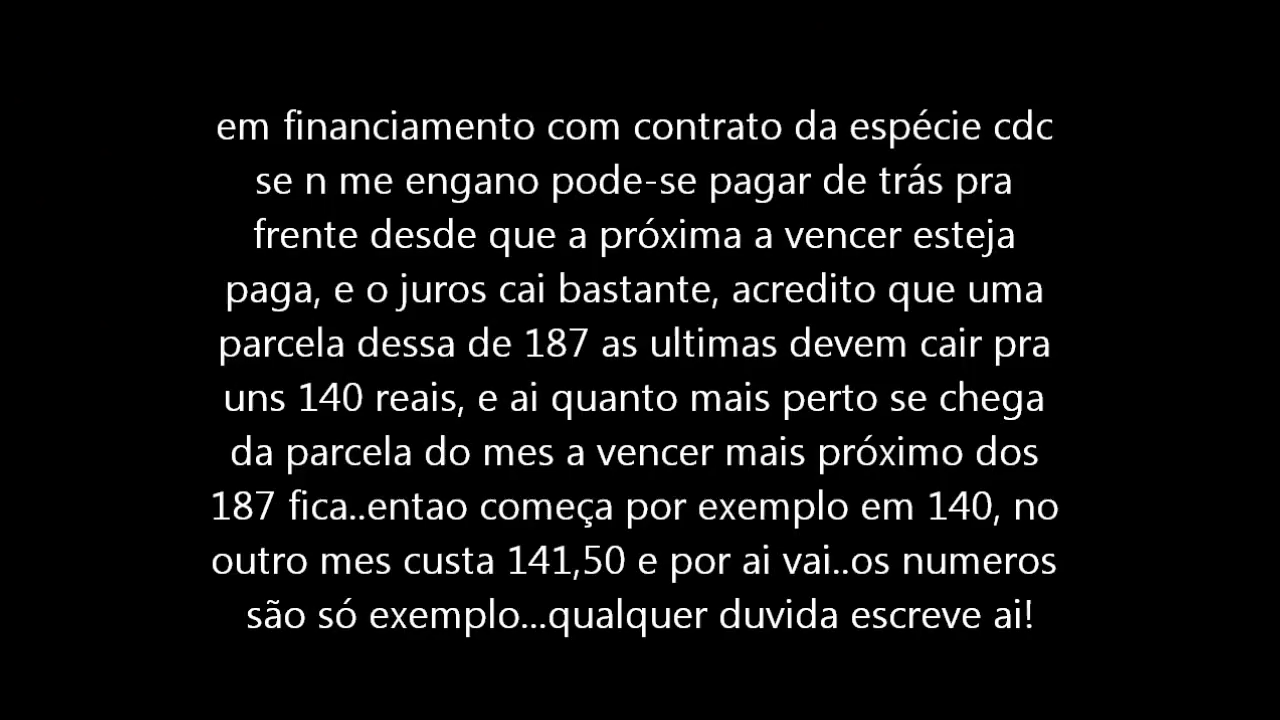 em financiamento com contrato da espécie cdc
se n me engano pode-se pagar de trás pra
frente desde que a próxima a vencer esteja
paga, e o juros cai bastante, acredito que uma
parcela dessa de 187 as ultimas devem cair pra
uns 140 reais, e ai quanto mais perto se chega
da parcela do mes a vencer mais próximo dos
187 fica..entao começa por exemplo em 140, no
outro mes custa 141,50 e por ai vai..os numeros
são só exemplo...qualquer duvida escreve ai!